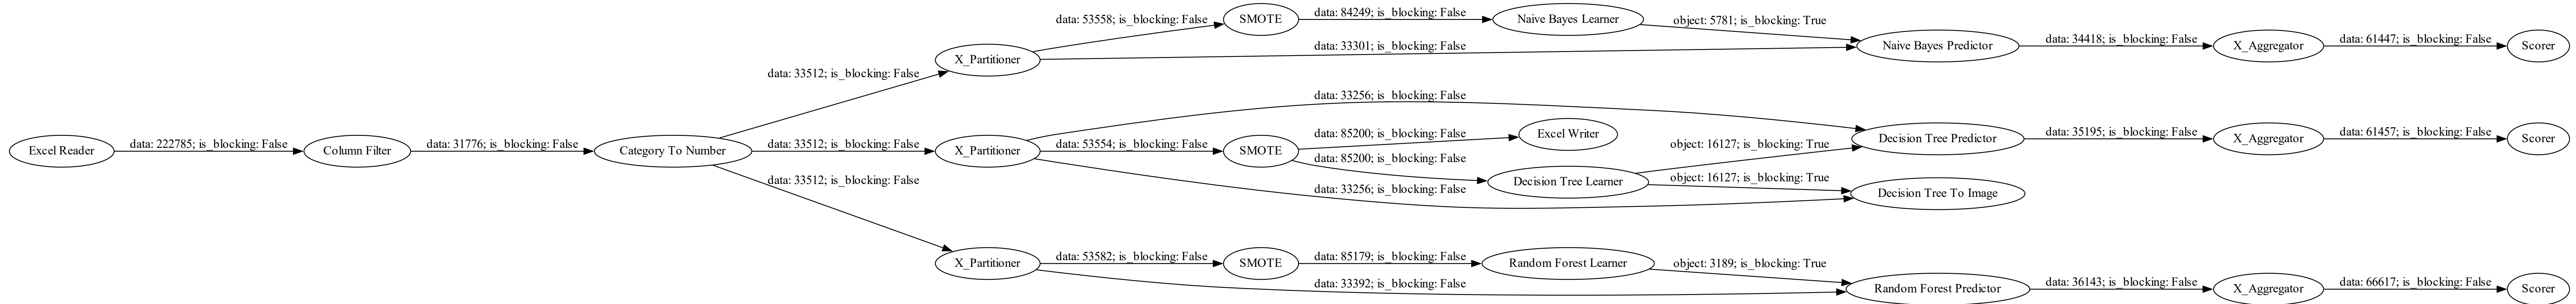 data: 53558; is_blocking: False
SMOTE
data: 84249; is_blocking: False
Naive Bayes Learner
object: 5781; is_blocking: True
X_Partitioner
data: 33301; is_blocking: False
Naive Bayes Predictor
data: 34418; is_blocking: False
X_Aggregator
data: 61447; is_blocking: False
Scorer
data: 33512; is_blocking: False
Excel Reader
data: 222785; is_blocking: False
Column Filter
data: 31776; is_blocking: False
Category To Number
data: 33512; is_blocking: False
X_Partitioner
data: 33256; is_blocking: False
data: 53554; is_blocking: False
SMOTE
data: 85200; is_blocking: False
Excel Writer
data: 85200; is_blocking: False
Decision Tree Learner
object: 16127; is_blocking: True
Decision Tree Predictor
data: 35195; is_blocking: False
X_Aggregator
data: 61457; is_blocking: False
Scorer
object: 16127; is_blocking: True
data: 33256; is_blocking: False
Decision Tree To Image
data: 33512; is_blocking: False
X_Partitioner
data: 53582; is_blocking: False
SMOTE
data: 85179; is_blocking: False
Random Forest Learner
object: 3189; is_blocking: True
data: 33392; is_blocking: False
Random Forest Predictor
data: 36143; is_blocking: False
X_Aggregator
data: 66617; is_blocking: False
Scorer